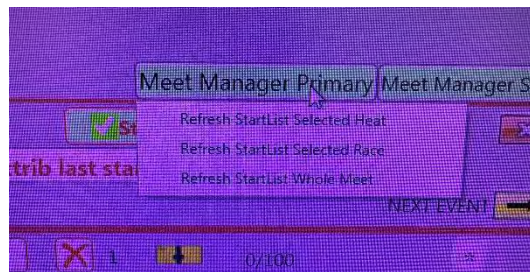 Meet Manager Primary Meet Manager S
St
Refresh StartList Selected Heat
Refresh StartList Selected Race
trib last sta
Refresh StartList Whole Meet
NEXT EVENT
1 0/100